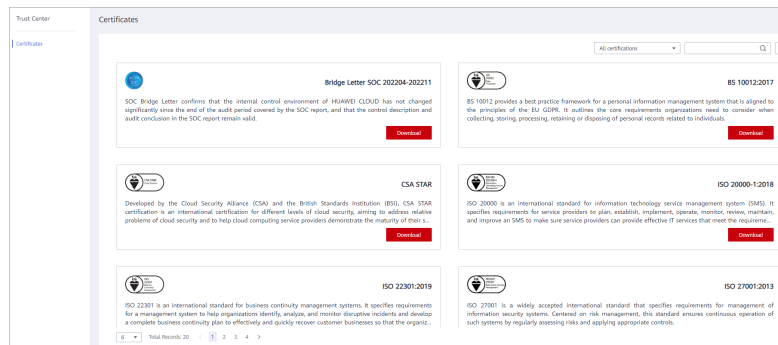 Trust Center
Certificates
Certificates
All certifications
Bridge Letter SOC 202204-202211
SOC Bridge Letter confirms that the internal control environment of HUAWEI CLOUD has not changed
significantly since the end of the audit period covered by the SOC report, and that the control description and
audit conclusion in the SOC report remain valid.
Download
BS 10012:2017
BS 10012 provides a best practice framework for a personal information management system that is aligned to
the principles of the EU GDPR. It outlines the core requirements organizations need to consider when
collecting, storing, processing, retaining or disposing of personal records related to individuals.
Download
CSA STAR
Developed by the Cloud Security Alliance (CSA) and the British Standards Institution (BSI), CSA STAR
certification is an international certification for different levels of cloud security, aiming to address relative
problems of cloud security and to help cloud computing service providers demonstrate the maturity of their s...
Download
ISO 20000-1:2018
ISO 20000 is an international standard for information technology service management system (SMS). It
specifies requirements for service providers to plan, establish, implement, operate, monitor, review, maintain,
and improve an SMS to make sure service providers can provide effective IT services that meet the requireme...
Download
ISO 22301:2019
ISO 22301 is an international standard for business continuity management systems. It specifies requirements
for a management system to help organizations identify, analyze, and monitor disruptive incidents and develop
a complete business continuity plan to effectively and quickly recover customer businesses so that the organiz...
ISO 27001:2013
ISO 27001 is a widely accepted international standard that specifies requirements for management of
information security systems. Centered on risk management, this standard ensures continuous operation of
such systems by regularly assessing risks and applying appropriate controls.
6 Total Records: 20 < 1 2 3 4 >